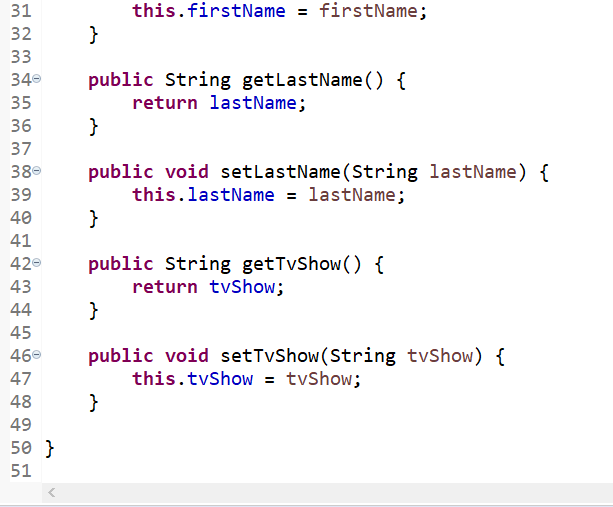 31         this.firstName = firstName;
32     }
33
34     public String getLastName() {
35         return lastName;
36     }
37
38     public void setLastName(String lastName) {
39         this.lastName = lastName;
40     }
41
42     public String getTvShow() {
43         return tvShow;
44     }
45
46     public void setTvShow(String tvShow) {
47         this.tvShow = tvShow;
48     }
49
50 }
51